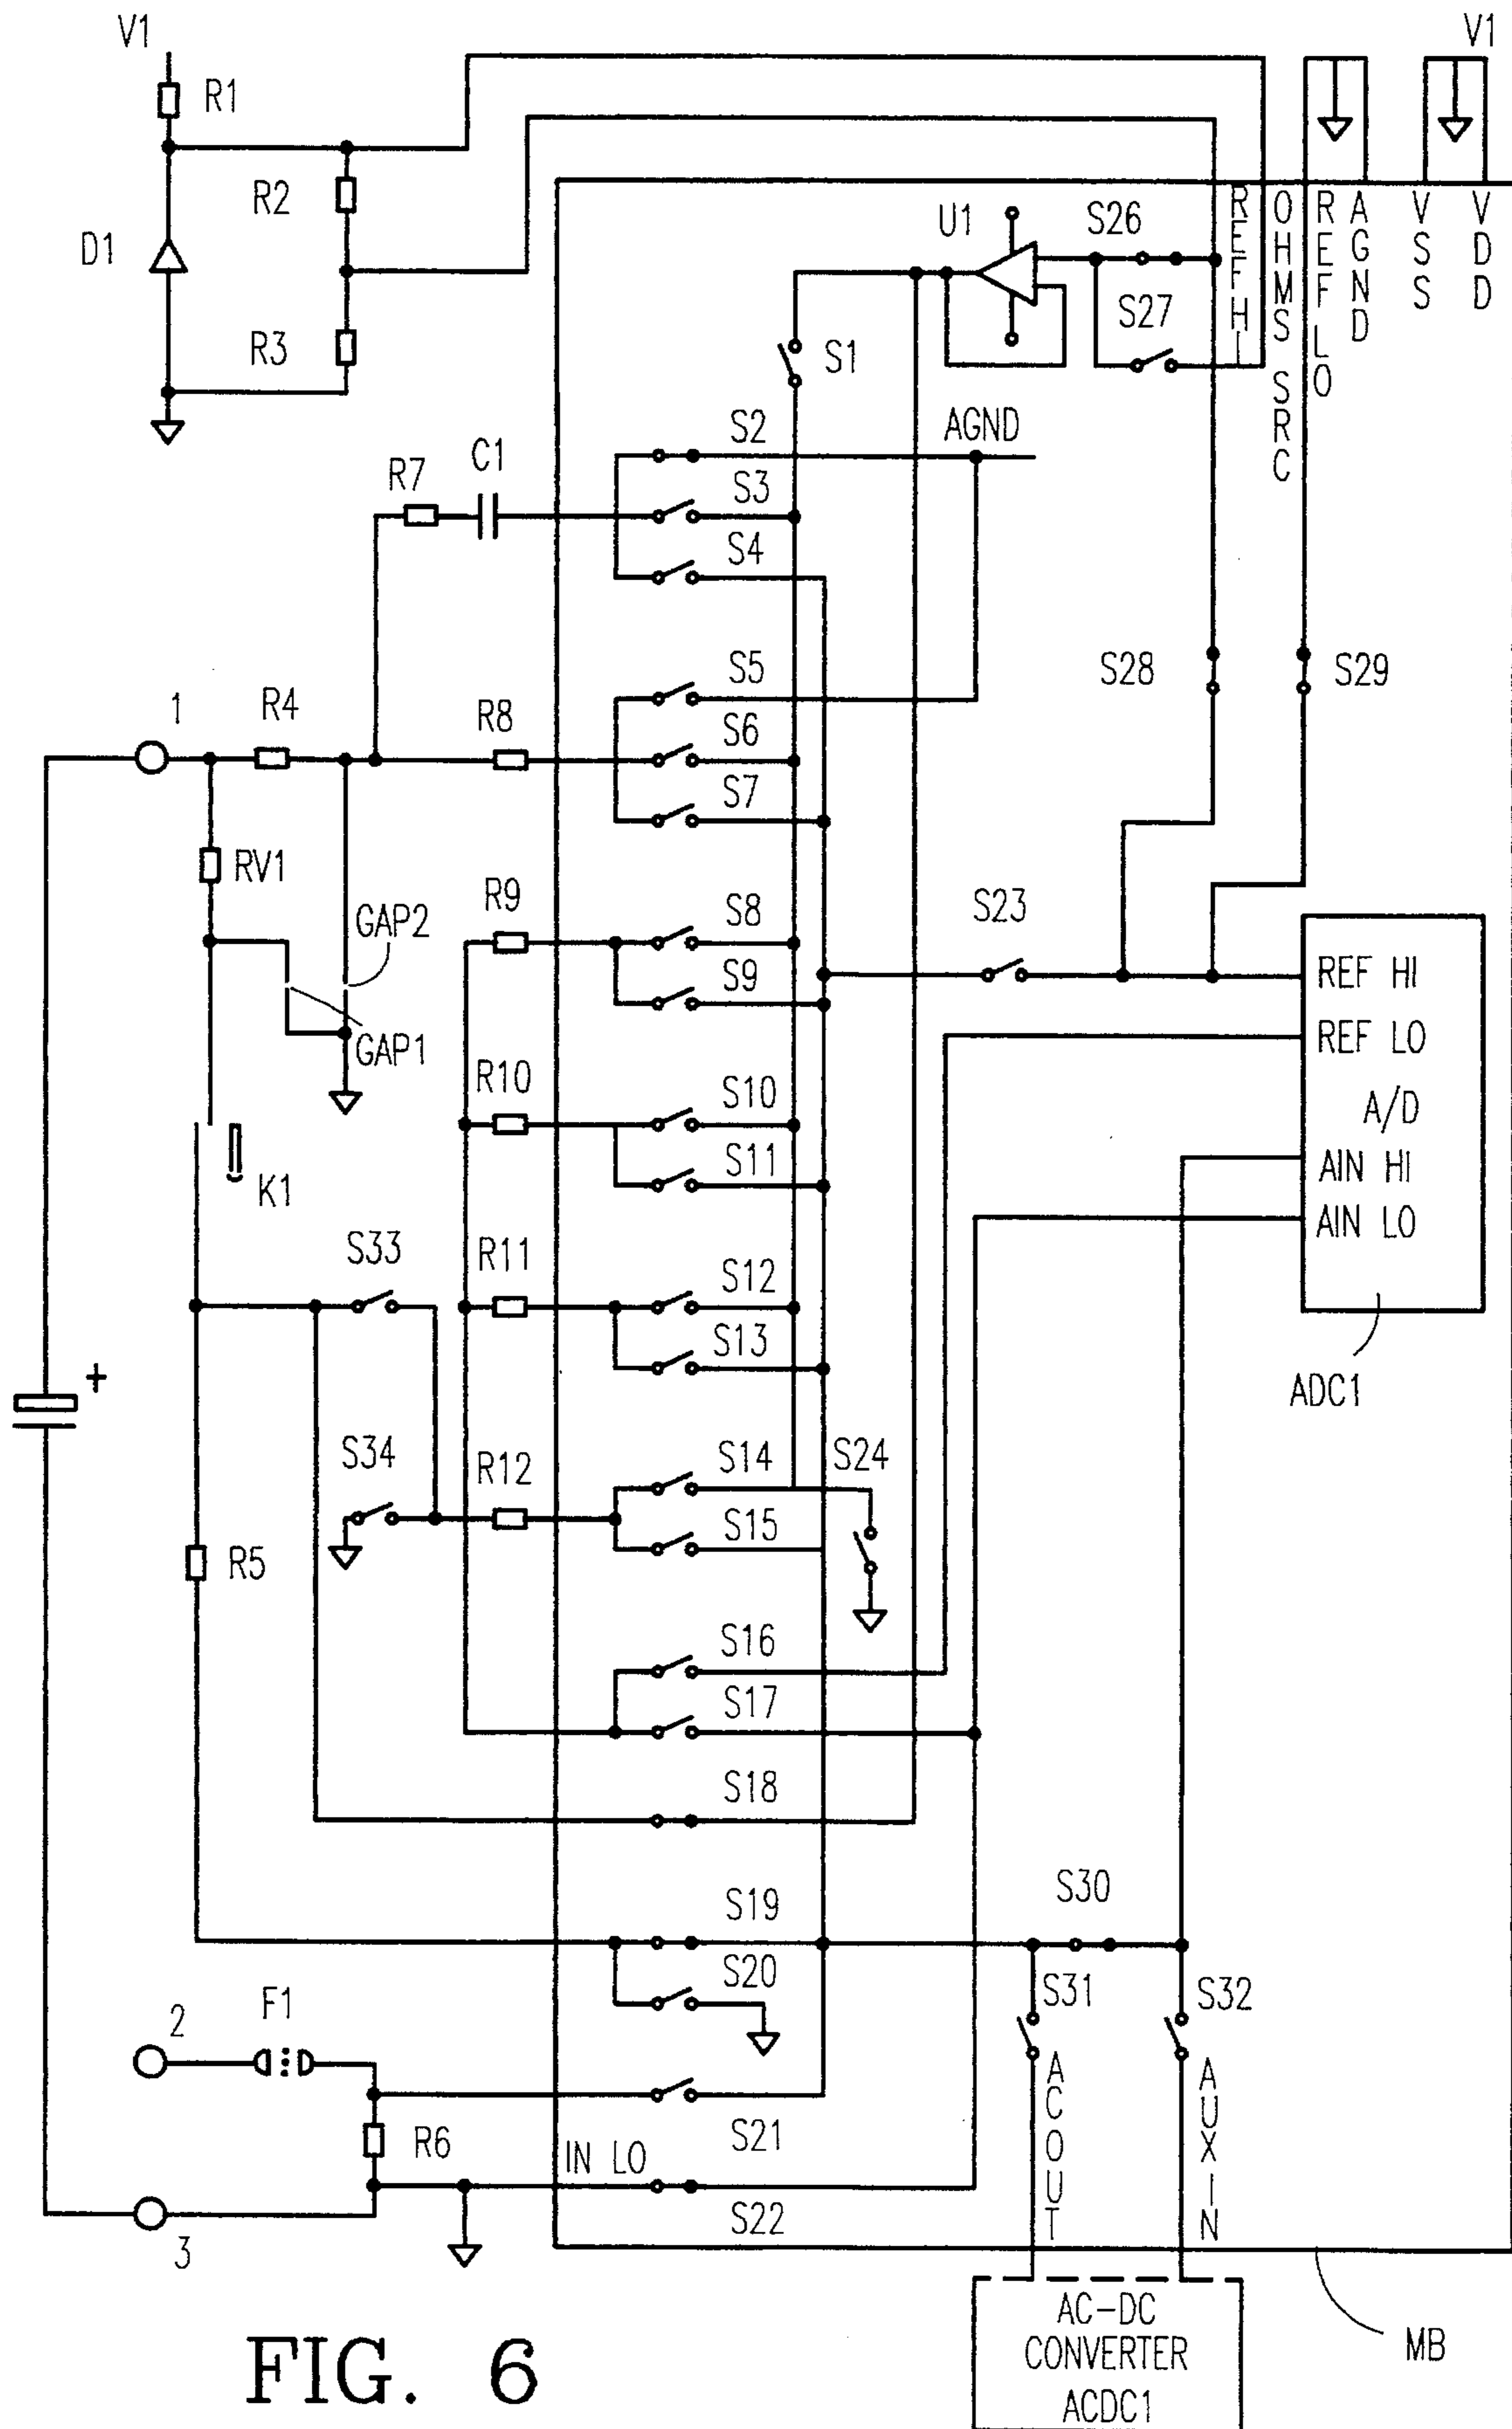 V1
V1
R1
R2
D1
R3
U1
S26
S27
REF HI
OHMS SRC
REF LO
AGND
VSS
VDD
S1
S2
AGND
R7
C1
S3
S4
S5
S28
S29
1
R4
R8
S6
S7
RV1
GAP2
GAP1
R9
S8
S9
S23
REF HI
REF LO
A/D
AIN HI
AIN LO
ADC1
R10
S10
S11
K1
S33
R11
S12
S13
+
S34
R12
S14
S24
S15
R5
S16
S17
S18
S19
S30
S20
S31
S32
2
F1
ACOUT
AUXIN
S21
R6
IN LO
S22
3
AC-DC
CONVERTER
ACDC1
MB
FIG. 6